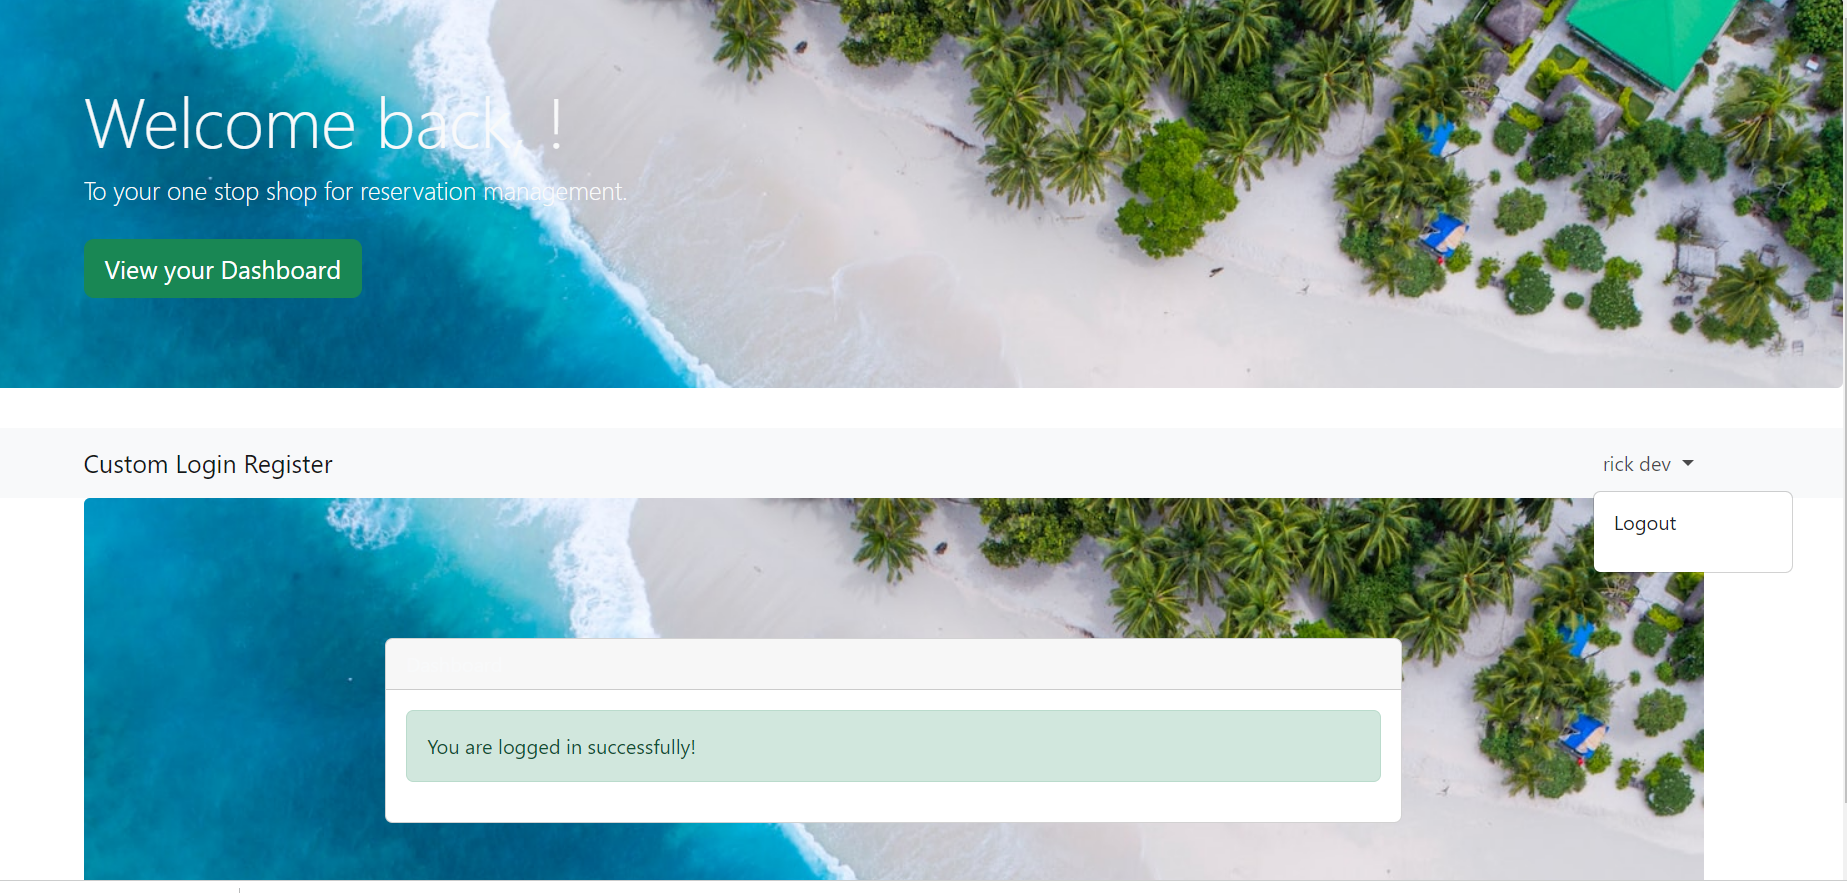 Welcome back, !
To your one stop shop for reservation management.
View your Dashboard
Custom Login Register
rick dev
Logout
You are logged in successfully!